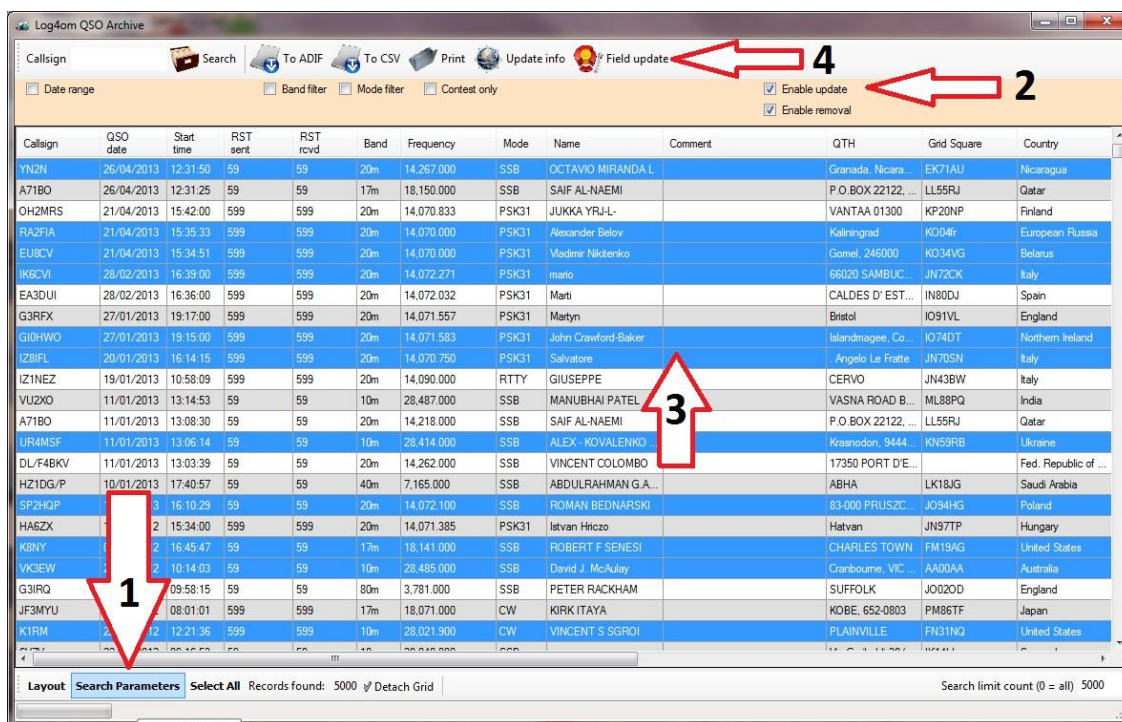 Log4om QSO Archive
Callsign Search To ADIF To CSV Print Update info Field update 4
Date range Band filter Mode filter Contest only Enable update 2
Enable removal
Callsign QSO date Start time RST sent RST rcvd Band Frequency Mode Name Comment QTH Grid Square Country
YN2N 26/04/2013 12:31:50 59 59 20m 14,267.000 SSB OCTAVIO MIRANDA L Granada. Nicara... EK71AU Nicaragua
A71BO 26/04/2013 12:31:25 59 59 17m 18,150.000 SSB SAIF AL-NAEMI P.O.BOX 22122, ... LL55RJ Qatar
OH2MRS 21/04/2013 15:42:00 599 599 20m 14,070.833 PSK31 JUKKA YRJ-L- VANTAA 01300 KP20NP Finland
RA2FIA 21/04/2013 15:35:33 599 599 20m 14,070.000 PSK31 Alexander Belov Kaliningrad KO04fr European Russia
EU8CV 21/04/2013 15:34:51 599 599 20m 14,070.000 PSK31 Vladimir Nikitenko Gomel, 246000 KO34VG Belarus
IK6CVI 28/02/2013 16:39:00 599 599 20m 14,072.271 PSK31 mario 66020 SAMBUC... JN72CK Italy
EA3DUI 28/02/2013 16:36:00 599 599 20m 14,072.032 PSK31 Marti CALDES D' EST... IN80DJ Spain
G3RFX 27/01/2013 19:17:00 599 599 20m 14,071.557 PSK31 Martyn Bristol IO91VL England
GI0HWO 27/01/2013 19:15:00 599 599 20m 14,071.583 PSK31 John Crawford-Baker Islandmagee, Co... IO74DT Northern Ireland
IZ8IFL 20/01/2013 16:14:15 599 599 20m 14,070.750 PSK31 Salvatore . Angelo Le Fratte JN70SN Italy
IZ1NEZ 19/01/2013 10:58:09 599 599 20m 14,090.000 RTTY GIUSEPPE CERVO JN43BW Italy
VU2XO 11/01/2013 13:14:53 59 59 10m 28,487.000 SSB MANUBHAI PATEL 3 VASNA ROAD B... ML88PQ India
A71BO 11/01/2013 13:08:30 59 59 20m 14,218.000 SSB SAIF AL-NAEMI P.O.BOX 22122, ... LL55RJ Qatar
UR4MSF 11/01/2013 13:06:14 59 59 10m 28,414.000 SSB ALEX - KOVALENKO ... Krasnodon, 9444... KN59RB Ukraine
DL/F4BKV 11/01/2013 13:03:39 59 59 20m 14,262.000 SSB VINCENT COLOMBO 17350 PORT D'E... Fed. Republic of ...
HZ1DG/P 10/01/2013 17:40:57 59 59 40m 7,165.000 SSB ABDULRAHMAN G.A... ABHA LK18JG Saudi Arabia
SP2HQP 3 16:10:29 59 59 20m 14,072.100 SSB ROMAN BEDNARSKI 83-000 PRUSZC... JO94HG Poland
HA6ZX 2 15:34:00 599 599 20m 14,071.385 PSK31 Istvan Hriczo Hatvan JN97TP Hungary
K8NY 2 16:45:47 59 59 17m 18,141.000 SSB ROBERT F SENESI CHARLES TOWN FM19AG United States
VK3EW 2 10:14:03 59 59 10m 28,485.000 SSB David J. McAulay Cranbourne, VIC ... AA00AA Australia
G3IRQ 1 09:58:15 59 59 80m 3,781.000 SSB PETER RACKHAM SUFFOLK JO02OD England
JF3MYU 08:01:01 599 599 17m 18,071.000 CW KIRK ITAYA KOBE, 652-0803 PM86TF Japan
K1RM 12 12:21:36 599 599 10m 28,021.900 CW VINCENT S SGROI PLAINVILLE FN31NQ United States
Layout Search Parameters Select All Records found: 5000 Detach Grid Search limit count (0 = all) 5000